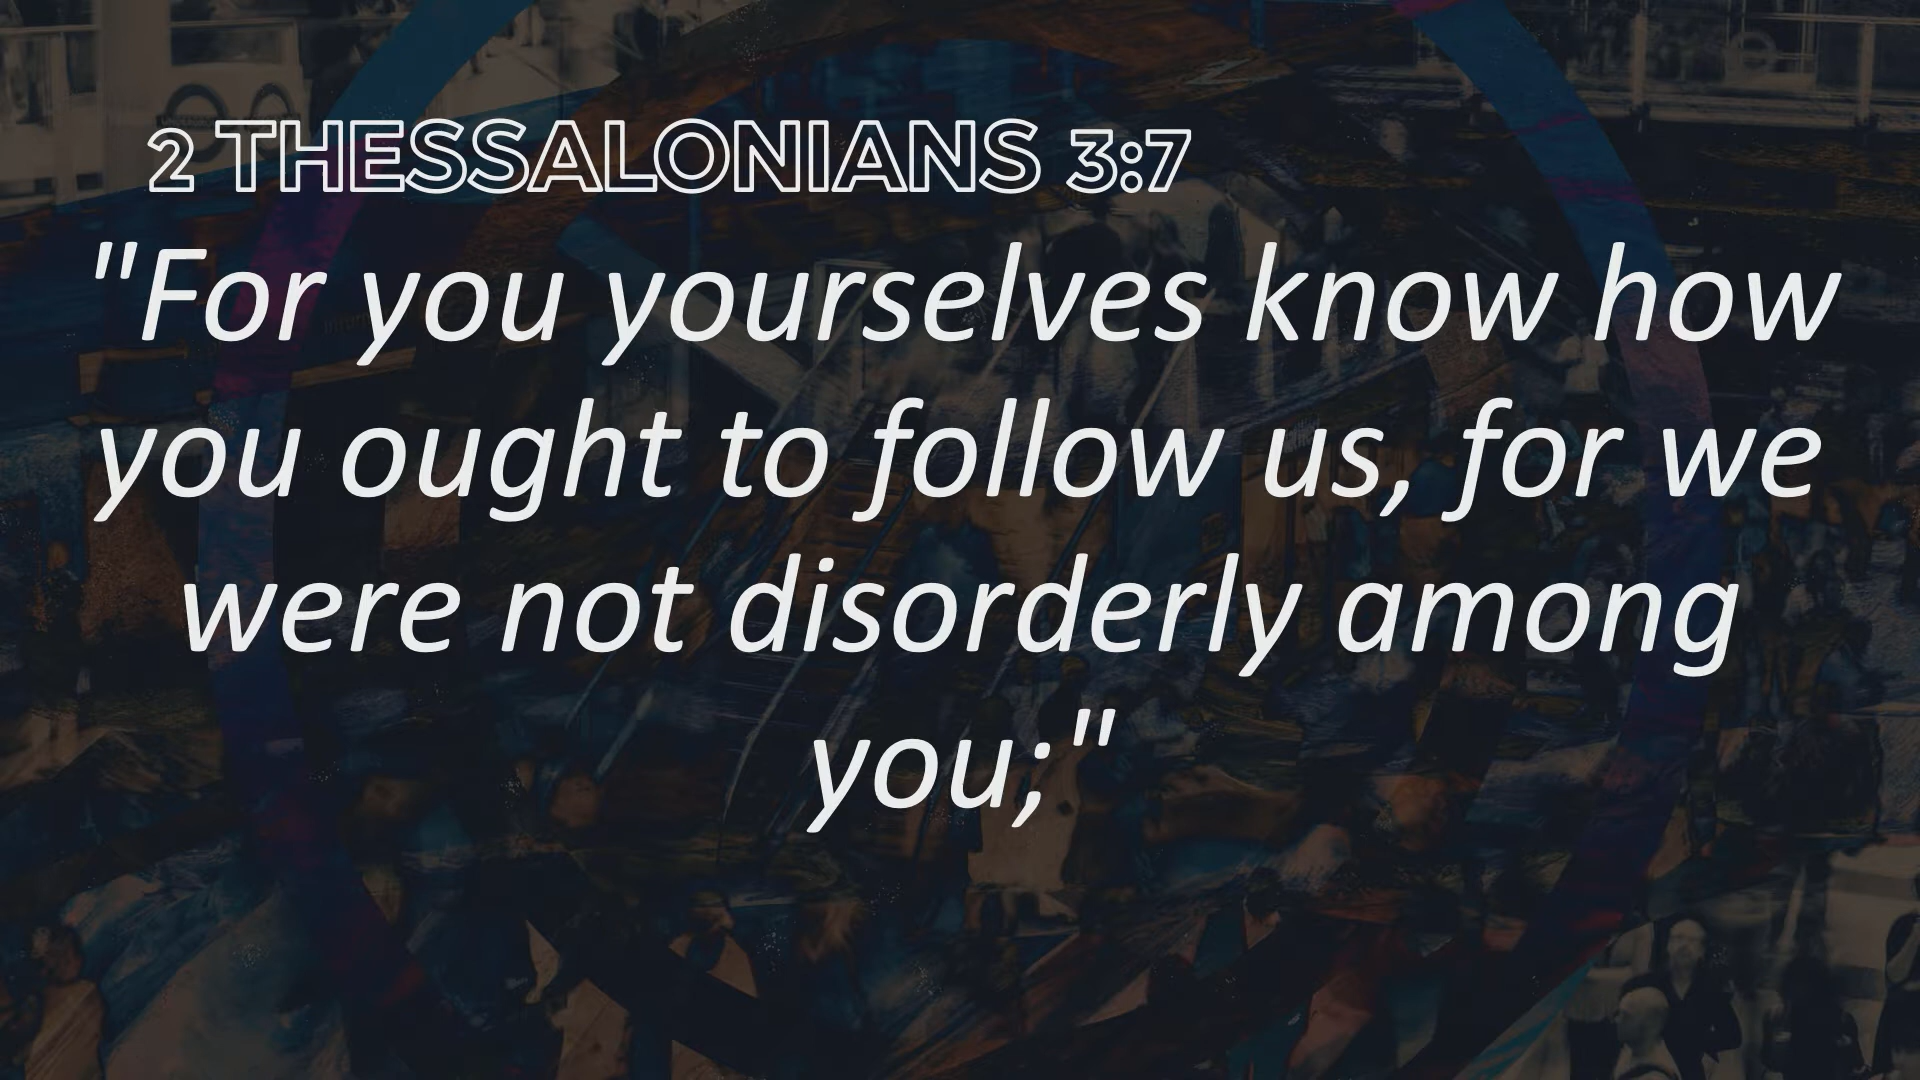 2 THESSALONIANS 3:7
"For you yourselves know how
you ought to follow us, for we
were not disorderly among
you;"